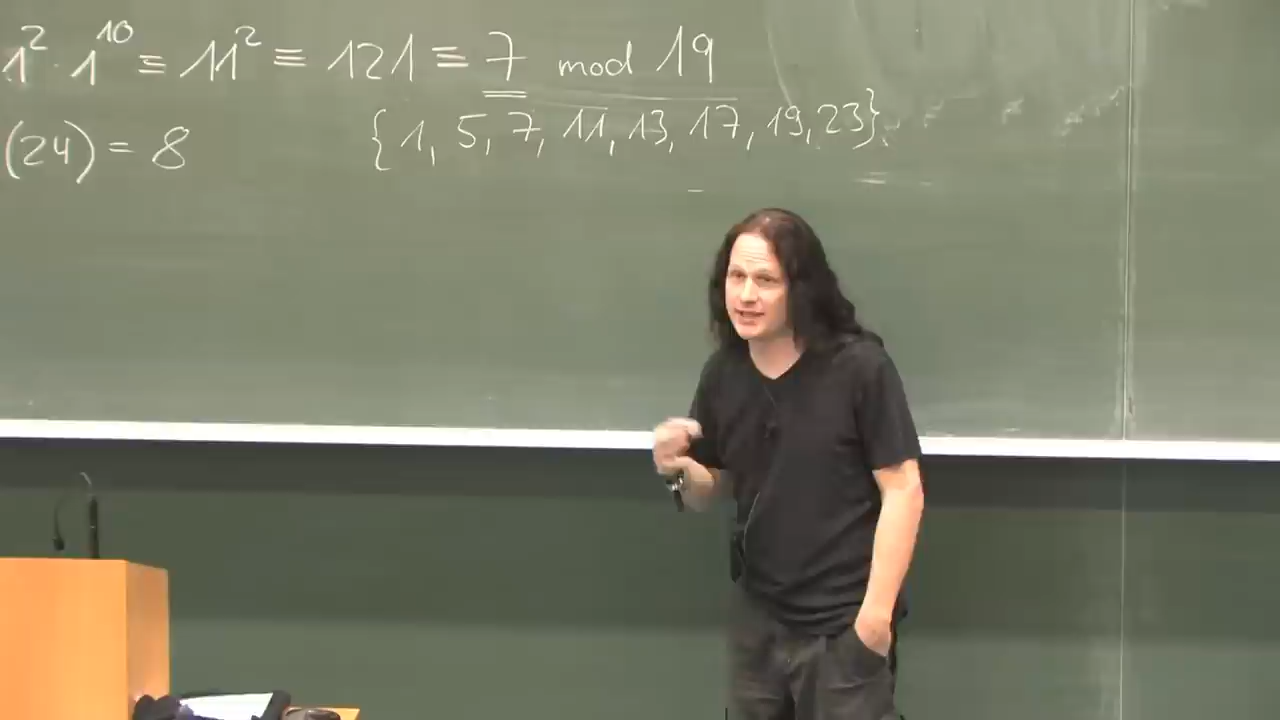 1² · 1¹⁰ ≡ 11² ≡ 121 ≡ 7 mod 19
(24) = 8 {1, 5, 7, 11, 13, 17, 19, 23}